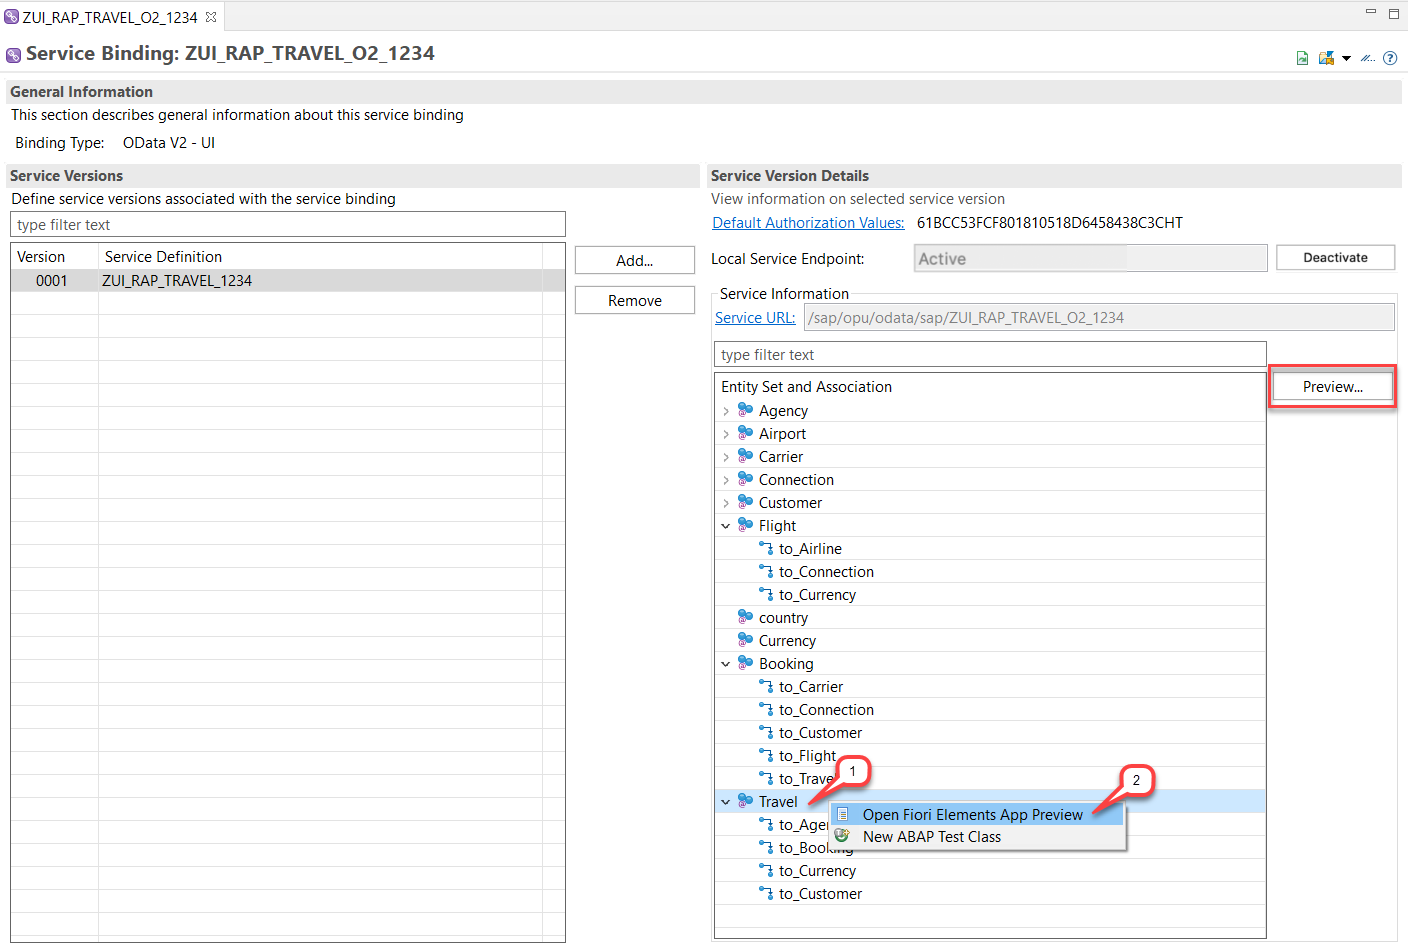 ZUI_RAP_TRAVEL_O2_1234
Service Binding: ZUI_RAP_TRAVEL_O2_1234
General Information
This section describes general information about this service binding
Binding Type: OData V2 - UI
Service Versions
Define service versions associated with the service binding
type filter text
Version Service Definition
0001 ZUI_RAP_TRAVEL_1234
Add...
Remove
Service Version Details
View information on selected service version
Default Authorization Values: 61BCC53FCF801810518D6458438C3CHT
Local Service Endpoint: Active Deactivate
Service Information
Service URL: /sap/opu/odata/sap/ZUI_RAP_TRAVEL_O2_1234
type filter text
Entity Set and Association
Preview...
Agency
Airport
Carrier
Connection
Customer
Flight
to_Airline
to_Connection
to_Currency
country
Currency
Booking
to_Carrier
to_Connection
to_Customer
to_Flight
to_Trave
1
2
Travel
Open Fiori Elements App Preview
to_Age
New ABAP Test Class
to_Booking
to_Currency
to_Customer